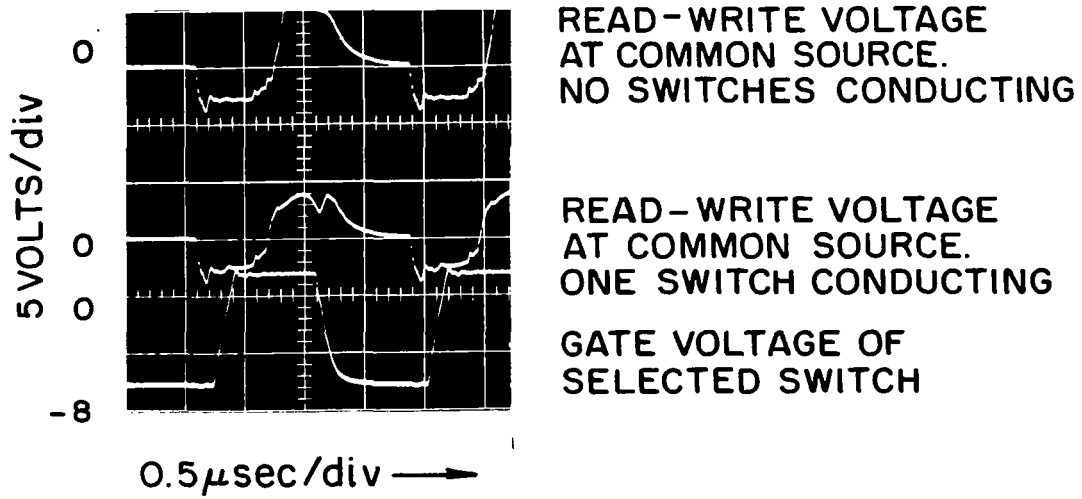 0
READ-WRITE VOLTAGE
AT COMMON SOURCE.
NO SWITCHES CONDUCTING
5 VOLTS/div
0
READ-WRITE VOLTAGE
AT COMMON SOURCE.
ONE SWITCH CONDUCTING
0
GATE VOLTAGE OF
SELECTED SWITCH
-8
0.5μsec/div